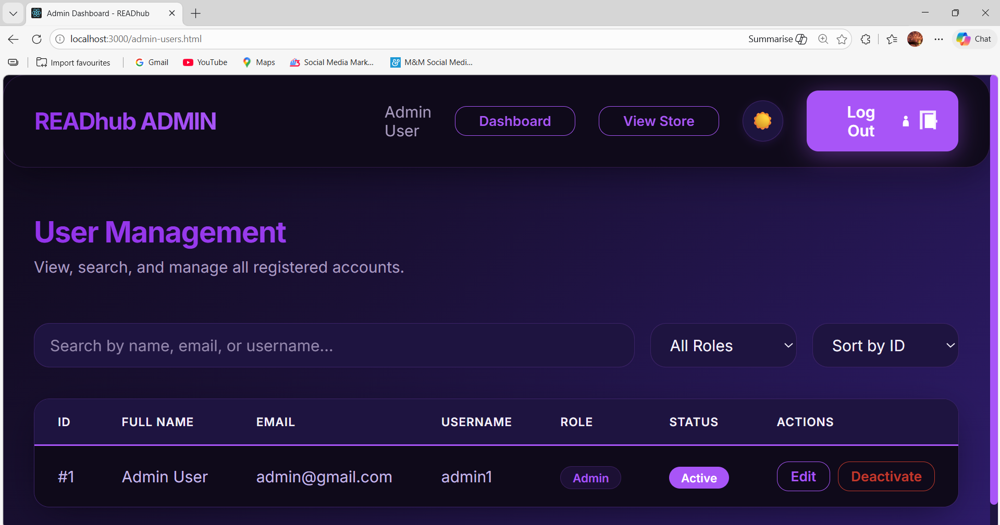 Admin Dashboard - READhub
localhost:3000/admin-users.html
Summarise
Chat
Import favourites
Gmail
YouTube
Maps
Social Media Mark...
M&M Social Medi...
READhub ADMIN
Admin
User
Dashboard
View Store
Log
Out
User Management
View, search, and manage all registered accounts.
Search by name, email, or username...
All Roles
Sort by ID
ID FULL NAME EMAIL USERNAME ROLE STATUS ACTIONS
#1 Admin User admin@gmail.com admin1 Admin Active Edit Deactivate